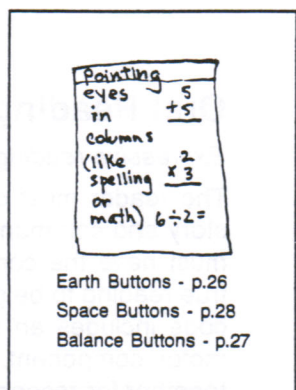 Pointing
eyes 5
in +5
columns
(like 2
spelling x 3
or
math) 6÷2=
Earth Buttons - p.26
Space Buttons - p.28
Balance Buttons - p.27